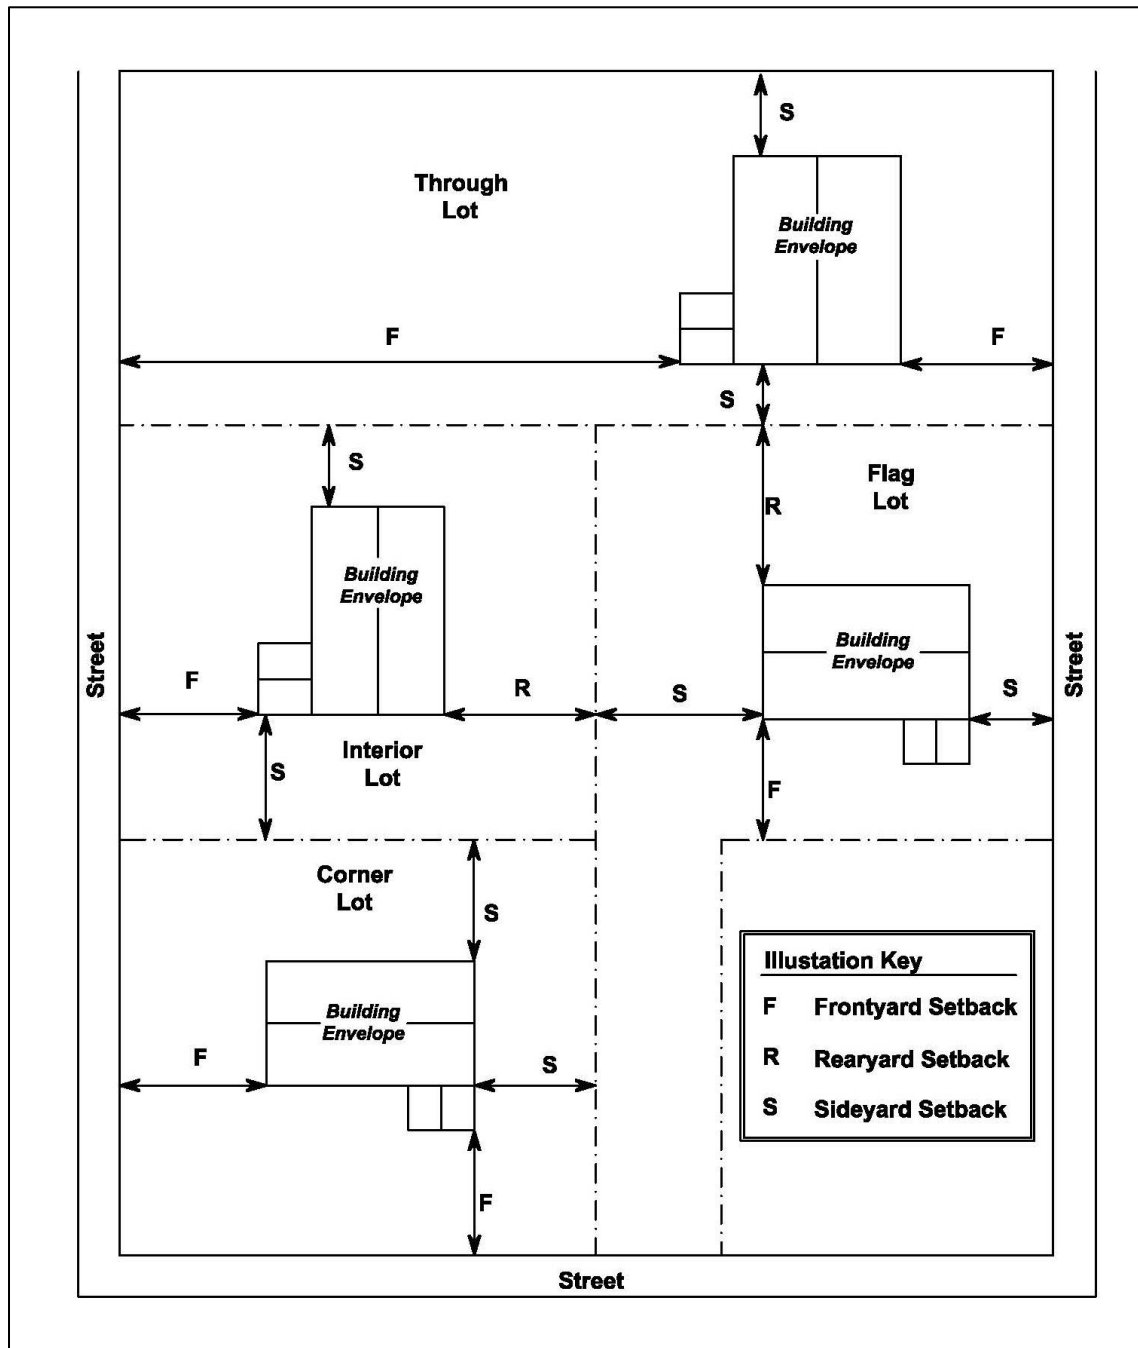 S
Through
Lot
Building
Envelope
F
F
S
S
Flag
Lot
R
Building
Envelope
Building
Envelope
Street
Street
F
R
S
S
Interior
Lot
S
F
Corner
Lot
S
Illustation Key
F Frontyard Setback
R Rearyard Setback
S Sideyard Setback
Building
Envelope
F
S
F
Street